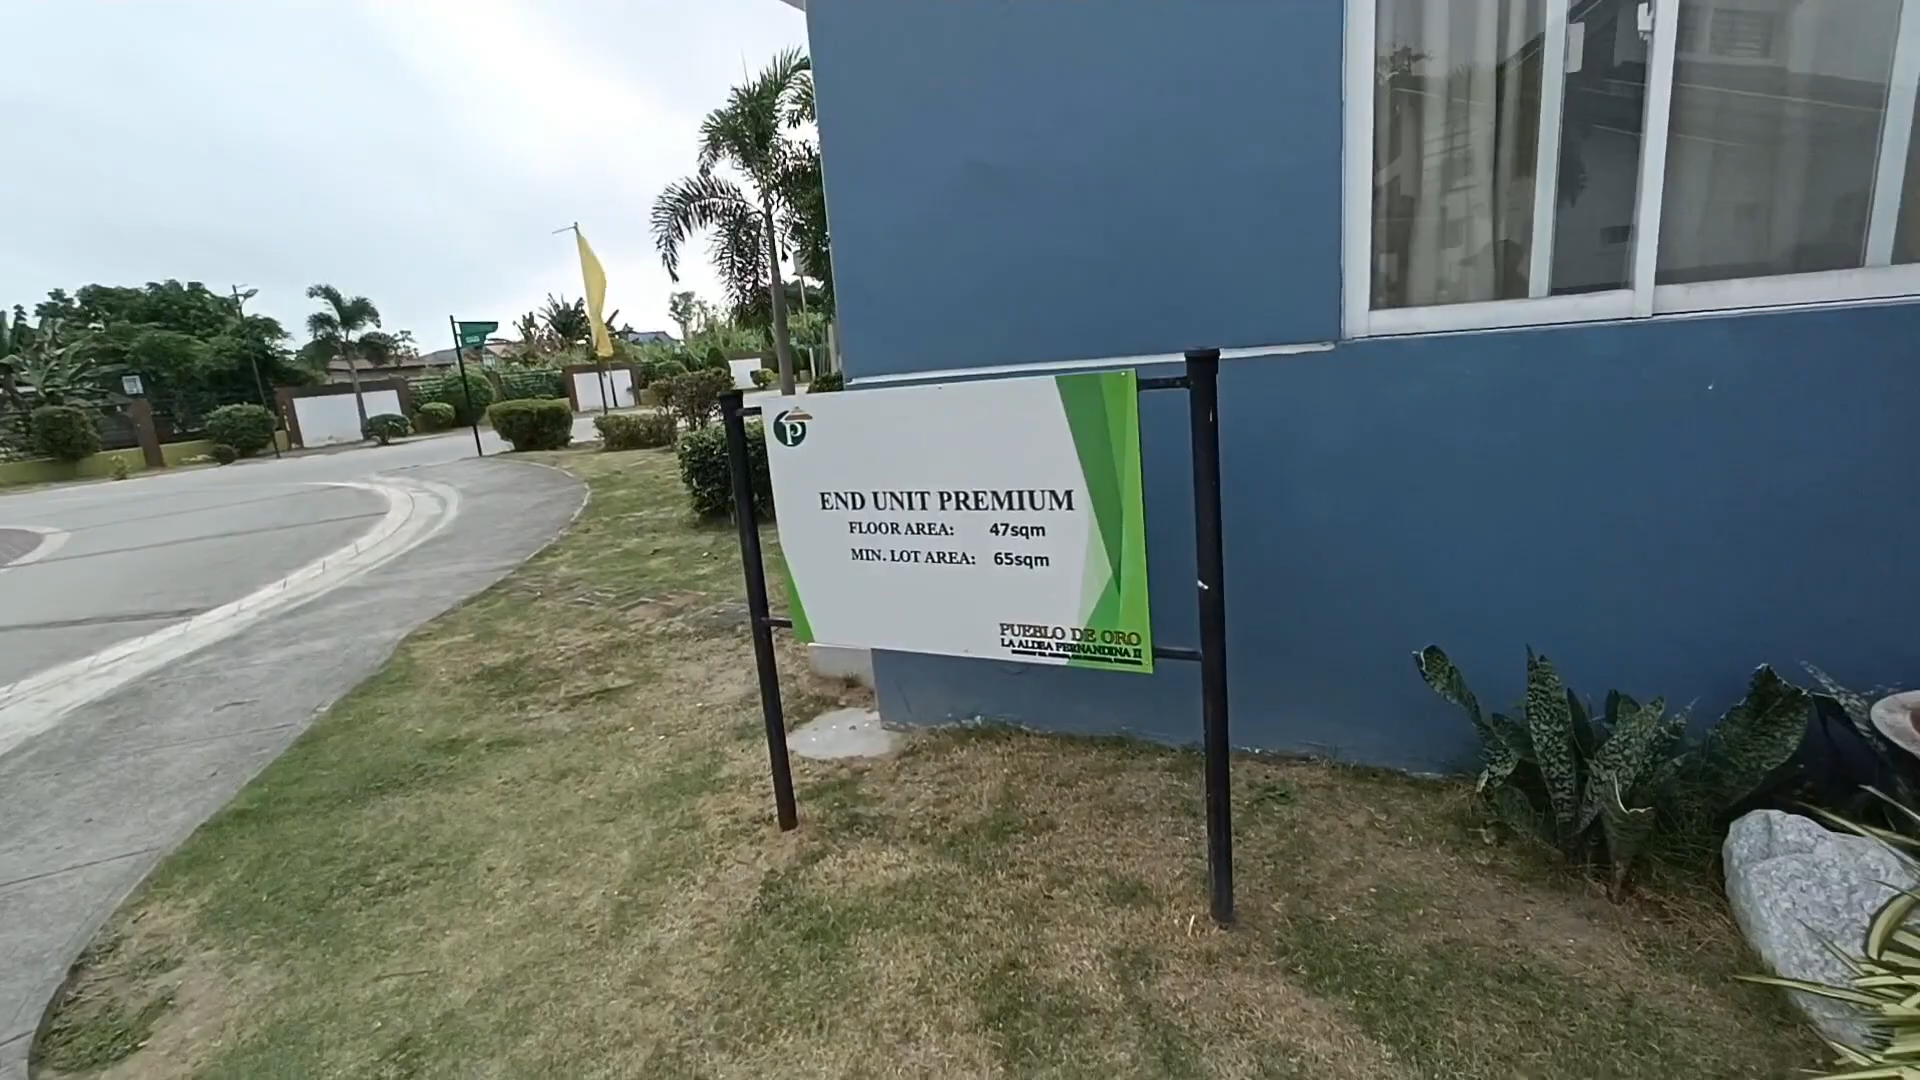 P
END UNIT PREMIUM
FLOOR AREA: 47sqm
MIN. LOT AREA: 65sqm
PUEBLO DE ORO
LA ALDEA FERNANDINA II